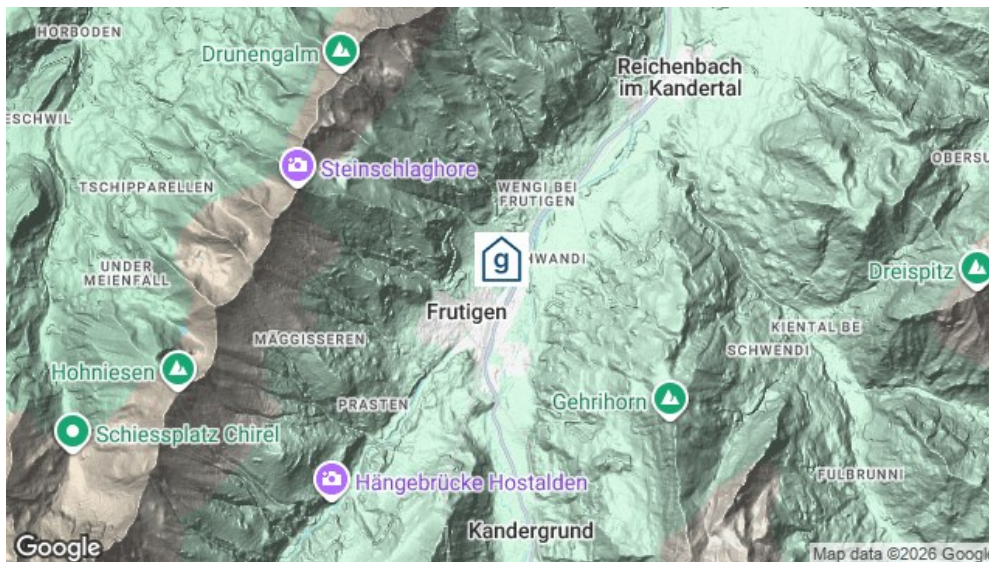 HORBODEN
Drunengalm
Reichenbach
im Kandertal
ESCHWIL
Steinschlaghore
OBERSU
TSCHIPPARELLEN
WENGI BEI
FRUTIGEN
g
HWANDI
UNDER
MEIENFALL
Dreispitz
Frutigen
KIENTAL BE
MÄGGISSEREN
SCHWENDI
Hohniesen
PRASTEN
Gehrihorn
Schiessplatz Chirel
FULBRUNNI
Hängebrücke Hostalden
Kandergrund
Google
Map data ©2026 Google